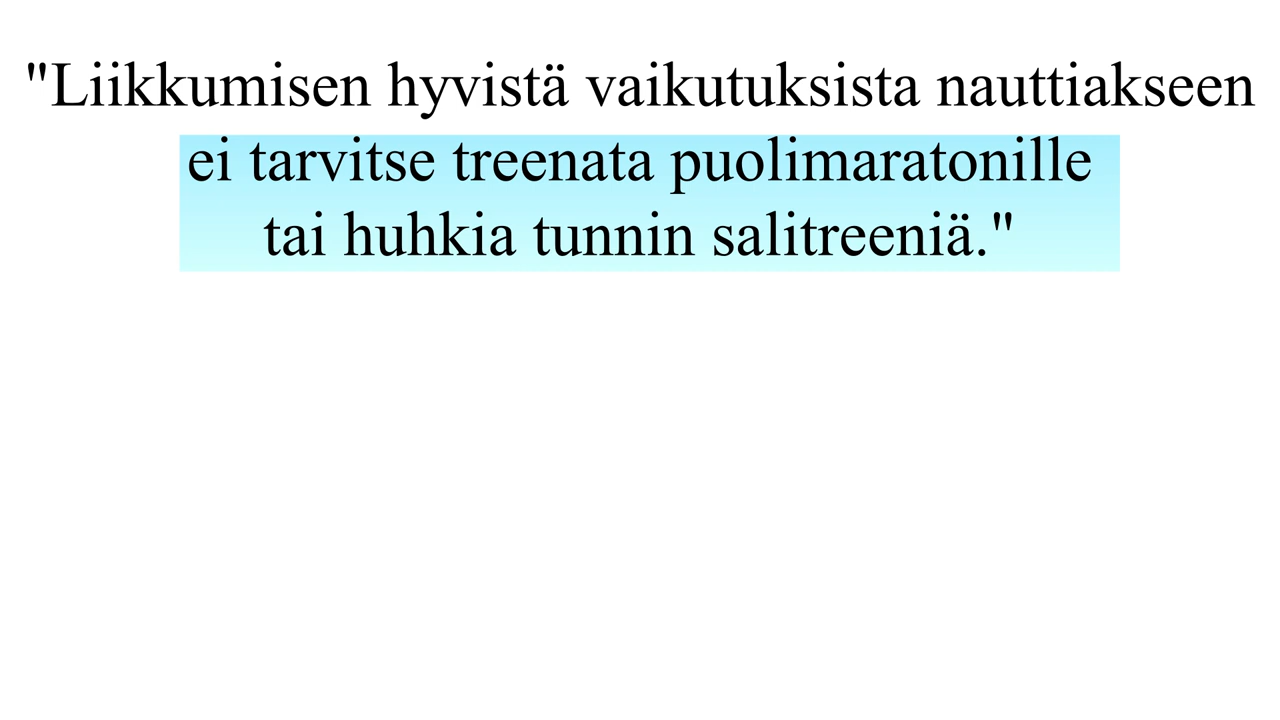 "Liikkumisen hyvistä vaikutuksista nauttiakseen
ei tarvitse treenata puolimaratonille
tai huhkia tunnin salitreeniä."